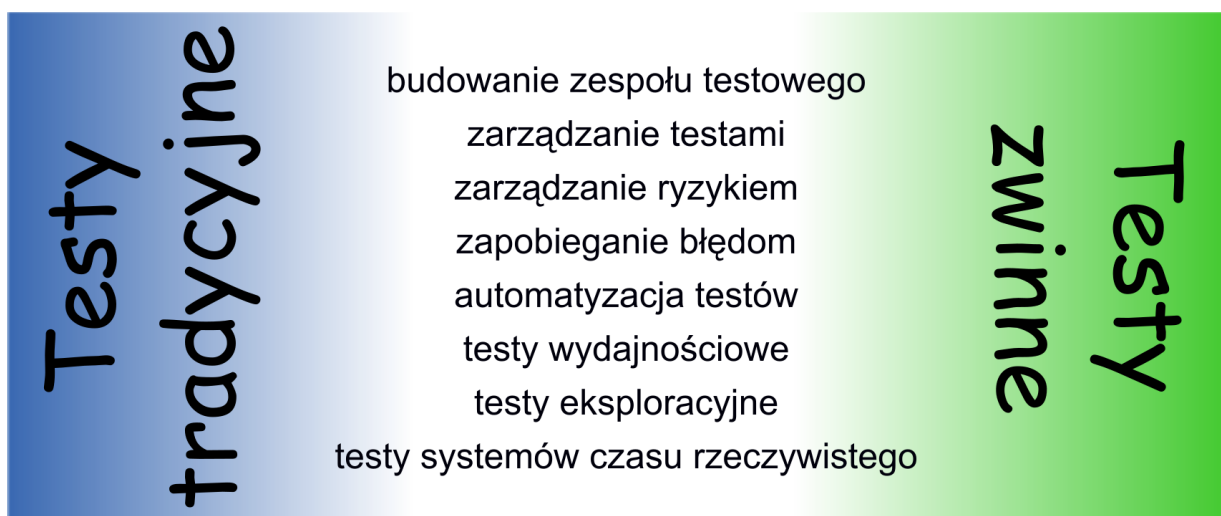 Testy
tradycyjne
budowanie zespołu testowego
zarządzanie testami
zarządzanie ryzykiem
zapobieganie błędom
automatyzacja testów
testy wydajnościowe
testy eksploracyjne
testy systemów czasu rzeczywistego
Testy
zwinne